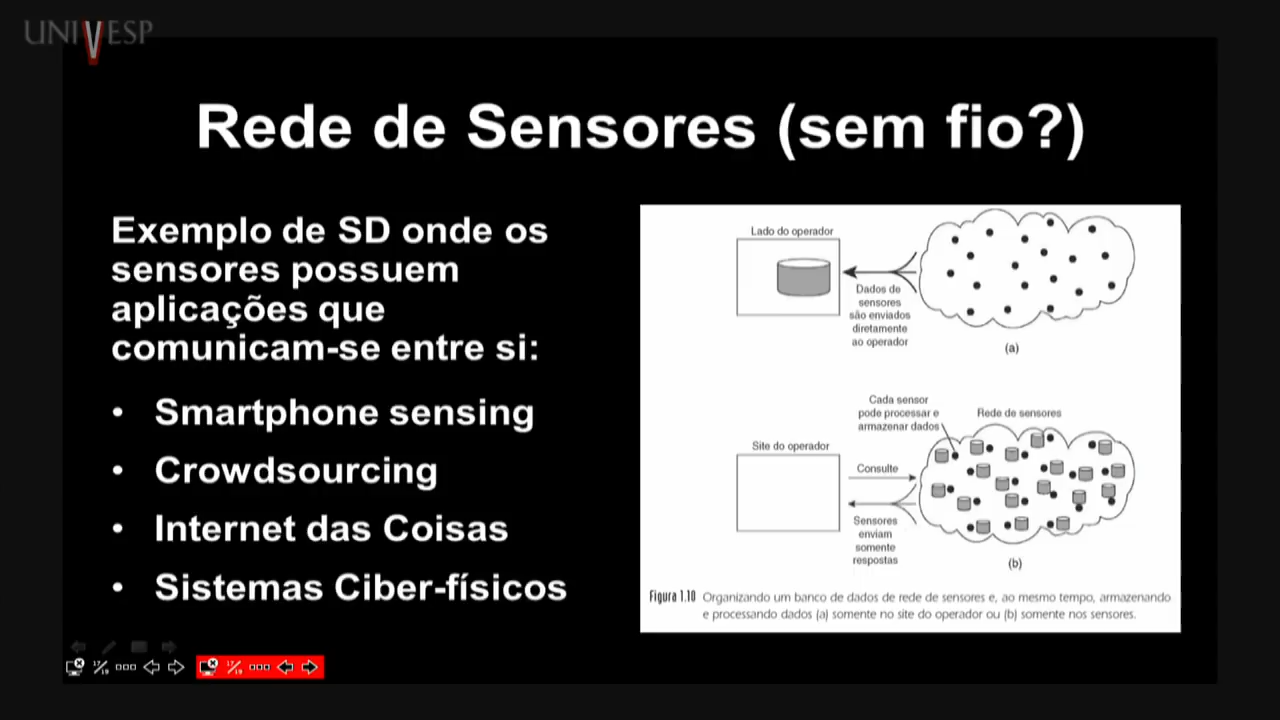 UNIVESP
Rede de Sensores (sem fio?)
Exemplo de SD onde os
sensores possuem
aplicações que
comunicam-se entre si:
• Smartphone sensing
• Crowdsourcing
• Internet das Coisas
• Sistemas Ciber-físicos
Lado do operador
Dados de
sensores
são enviados
diretamente
ao operador
(a)
Cada sensor
pode processar e
armazenar dados
Rede de sensores
Site do operador
Consulte
Sensores
enviam
somente
respostas
(b)
Figura 1.10 Organizando um banco de dados de rede de sensores e, ao mesmo tempo, armazenando
e processando dados (a) somente no site do operador ou (b) somente nos sensores.
17/19
17/19